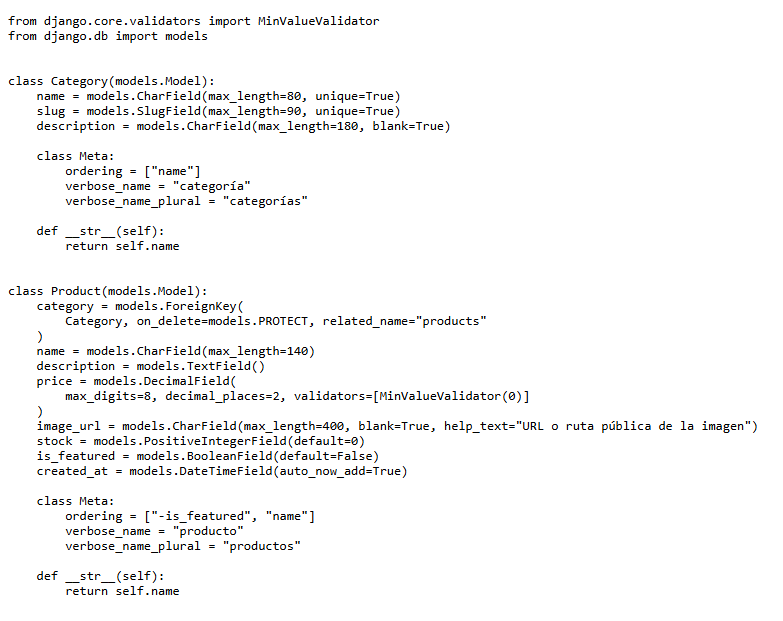 from django.core.validators import MinValueValidator
from django.db import models


class Category(models.Model):
    name = models.CharField(max_length=80, unique=True)
    slug = models.SlugField(max_length=90, unique=True)
    description = models.CharField(max_length=180, blank=True)

    class Meta:
        ordering = ["name"]
        verbose_name = "categoría"
        verbose_name_plural = "categorías"

    def __str__(self):
        return self.name


class Product(models.Model):
    category = models.ForeignKey(
        Category, on_delete=models.PROTECT, related_name="products"
    )
    name = models.CharField(max_length=140)
    description = models.TextField()
    price = models.DecimalField(
        max_digits=8, decimal_places=2, validators=[MinValueValidator(0)]
    )
    image_url = models.CharField(max_length=400, blank=True, help_text="URL o ruta pública de la imagen")
    stock = models.PositiveIntegerField(default=0)
    is_featured = models.BooleanField(default=False)
    created_at = models.DateTimeField(auto_now_add=True)

    class Meta:
        ordering = ["-is_featured", "name"]
        verbose_name = "producto"
        verbose_name_plural = "productos"

    def __str__(self):
        return self.name